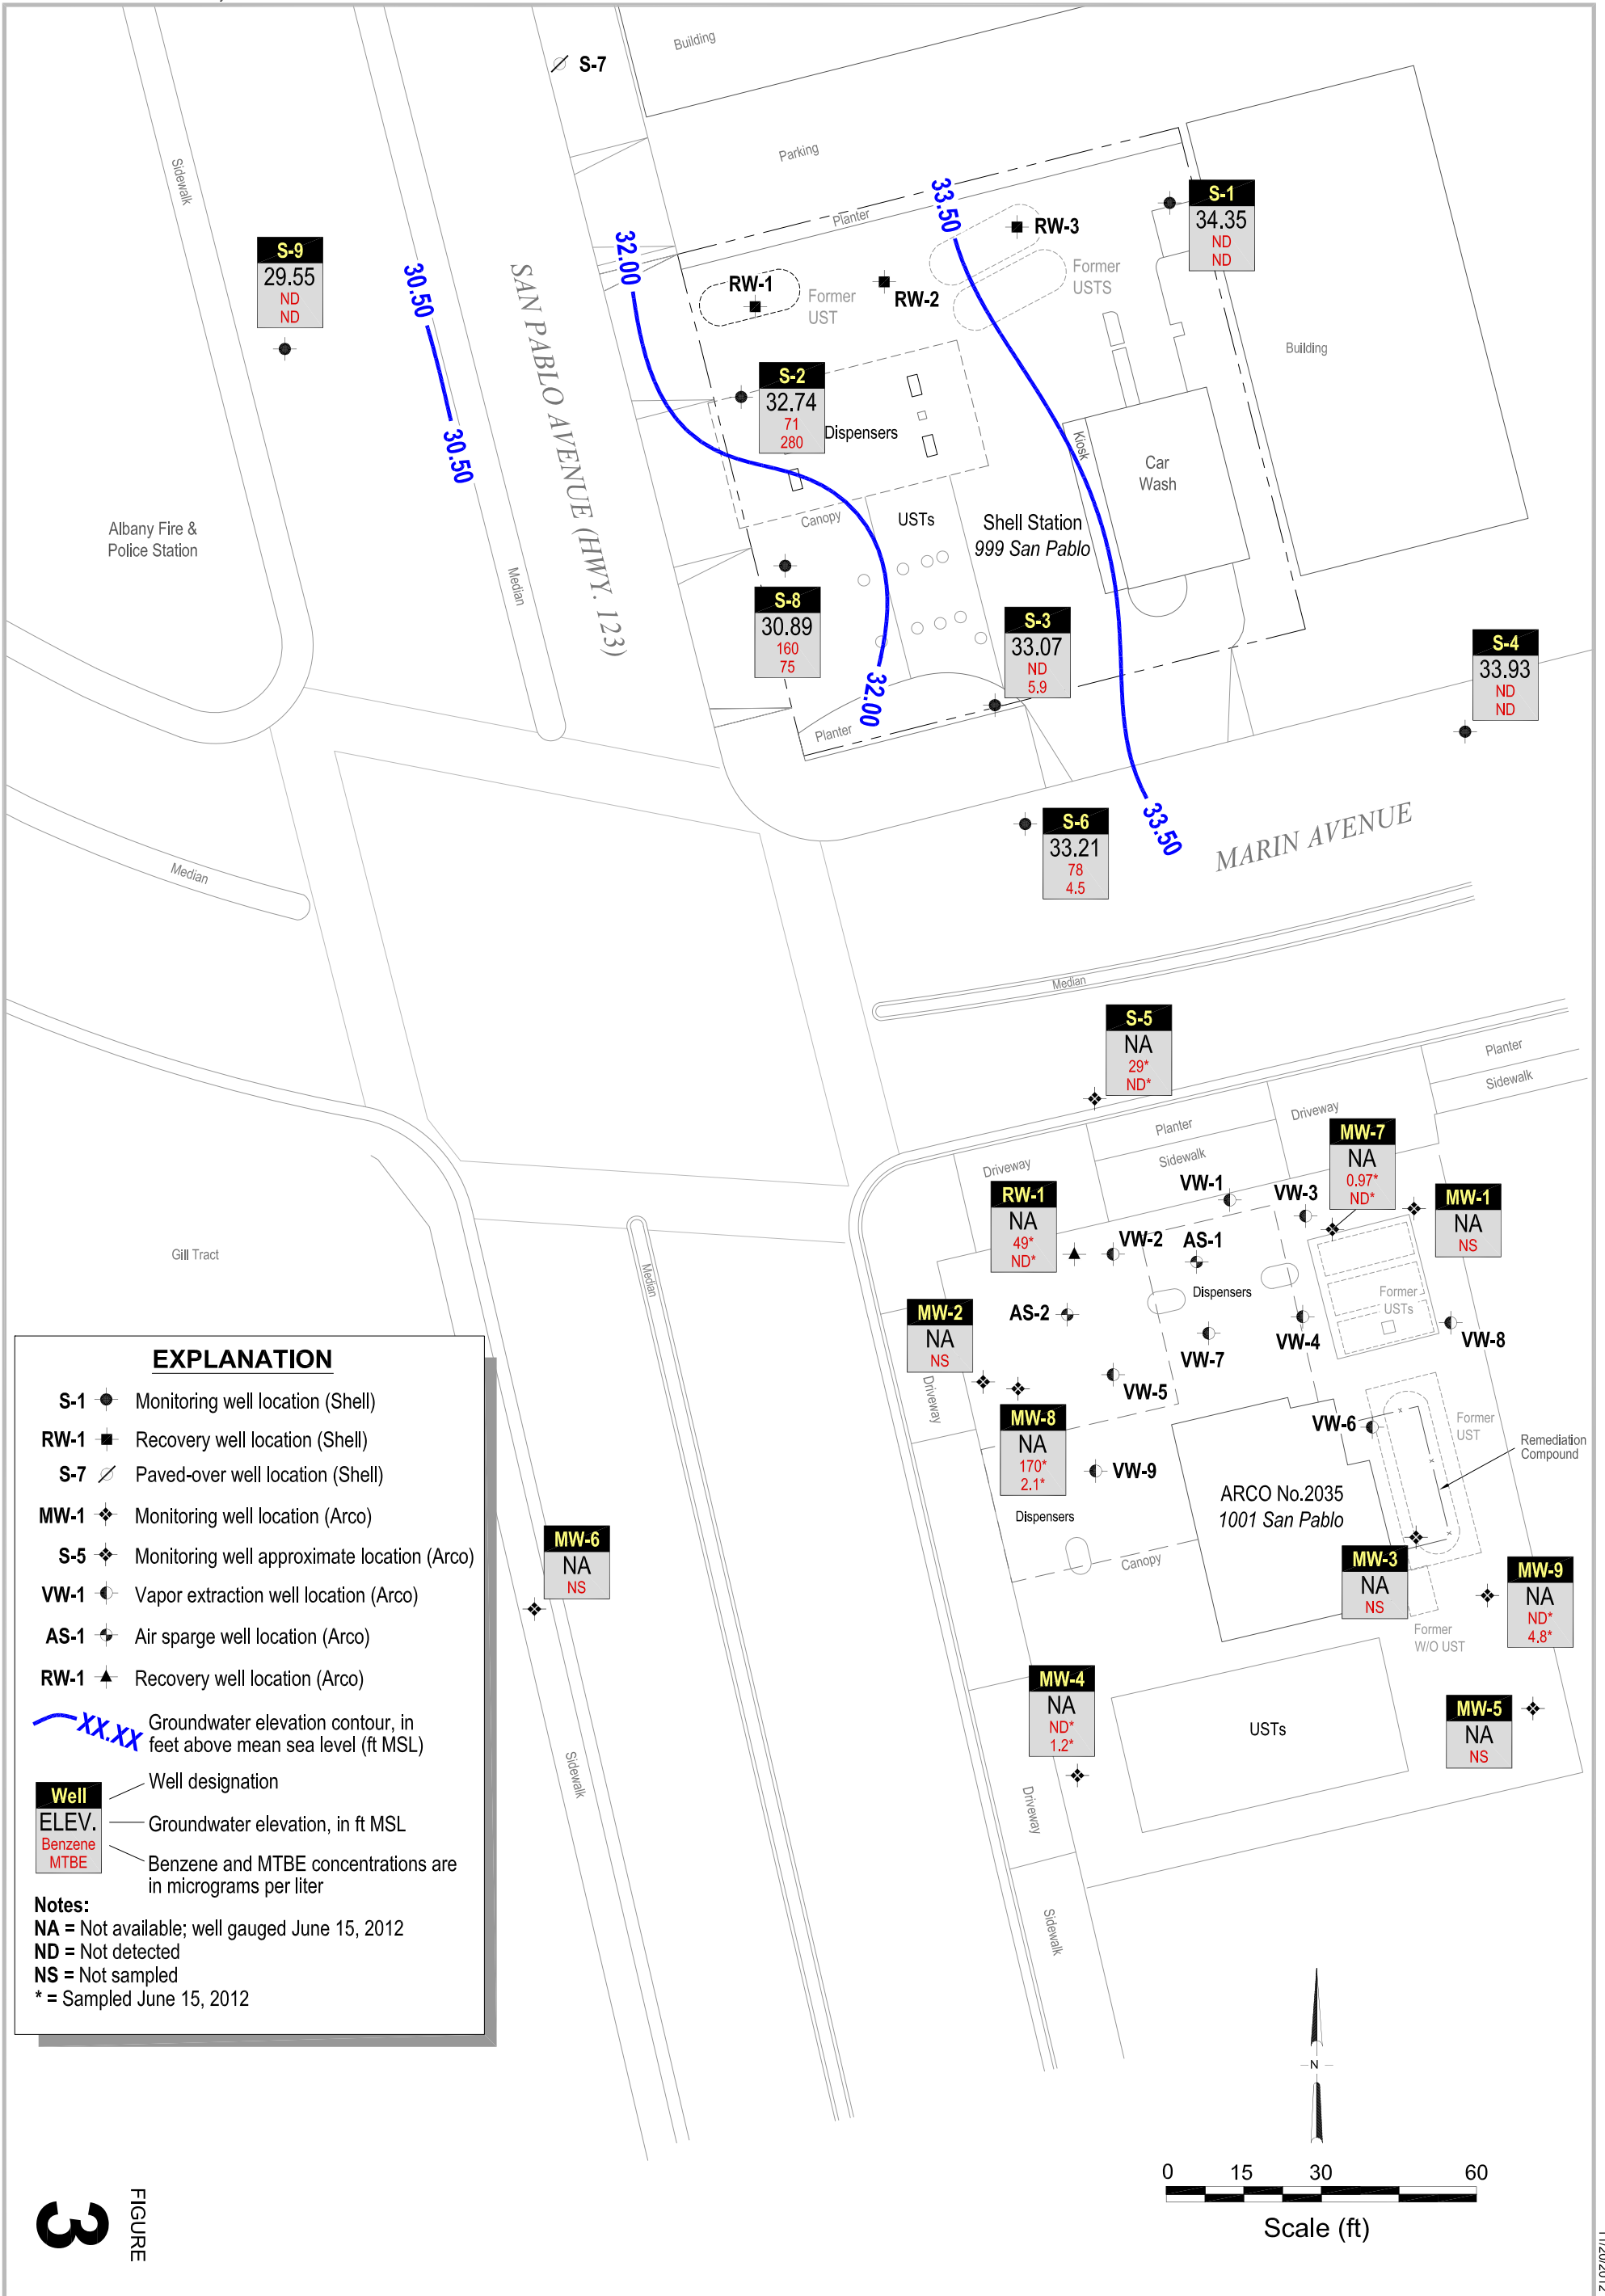 Building
S-7
Parking
Sidewalk
Planter
33.50
RW-3
S-1
34.35
ND
ND
S-9
29.55
ND
ND
32.00
30.50
SAN PABLO AVENUE (HWY. 123)
RW-1
Former
UST
RW-2
Former
USTS
Building
S-2
32.74
71
280
Dispensers
30.50
Kiosk
Car
Wash
Albany Fire &
Police Station
Canopy
USTs
Shell Station
999 San Pablo
Median
S-8
30.89
160
75
S-3
33.07
ND
5.9
S-4
33.93
ND
ND
32.00
Planter
33.50
S-6
33.21
78
4.5
MARIN AVENUE
Median
Median
S-5
NA
29*
ND*
Planter
Sidewalk
Driveway
Planter
Sidewalk
Driveway
MW-7
NA
0.97*
ND*
VW-1
VW-3
MW-1
NA
NS
RW-1
NA
49*
ND*
VW-2
AS-1
Gill Tract
Median
Dispensers
Former
USTs
MW-2
NA
NS
AS-2
VW-7
VW-4
VW-8
Driveway
VW-5
MW-8
NA
170*
2.1*
VW-6
Former
UST
Remediation
Compound
VW-9
ARCO No.2035
1001 San Pablo
Dispensers
Canopy
MW-6
NA
NS
MW-3
NA
NS
MW-9
NA
ND*
4.8*
Former
W/O UST
MW-4
NA
ND*
1.2*
USTs
MW-5
NA
NS
Sidewalk
Driveway
Sidewalk
EXPLANATION
S-1 Monitoring well location (Shell)
RW-1 Recovery well location (Shell)
S-7 Paved-over well location (Shell)
MW-1 Monitoring well location (Arco)
S-5 Monitoring well approximate location (Arco)
VW-1 Vapor extraction well location (Arco)
AS-1 Air sparge well location (Arco)
RW-1 Recovery well location (Arco)
XX.XX Groundwater elevation contour, in
feet above mean sea level (ft MSL)
Well
ELEV.
Benzene
MTBE
Well designation
Groundwater elevation, in ft MSL
Benzene and MTBE concentrations are
in micrograms per liter
Notes:
NA = Not available; well gauged June 15, 2012
ND = Not detected
NS = Not sampled
* = Sampled June 15, 2012
N
0 15 30 60
Scale (ft)
FIGURE
3